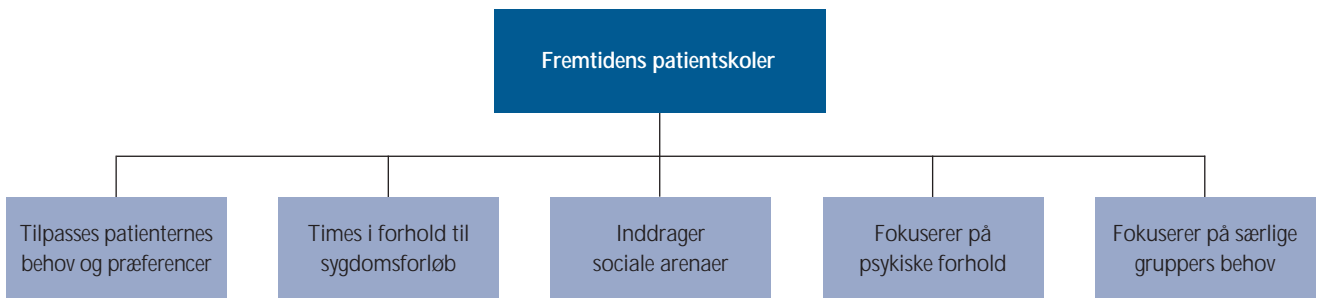 Fremtidens patientskoler
Tilpasses patienternes
behov og præferencer
Times i forhold til
sygdomsforløb
Inddrager
sociale arenaer
Fokuserer på
psykiske forhold
Fokuserer på særlige
gruppers behov